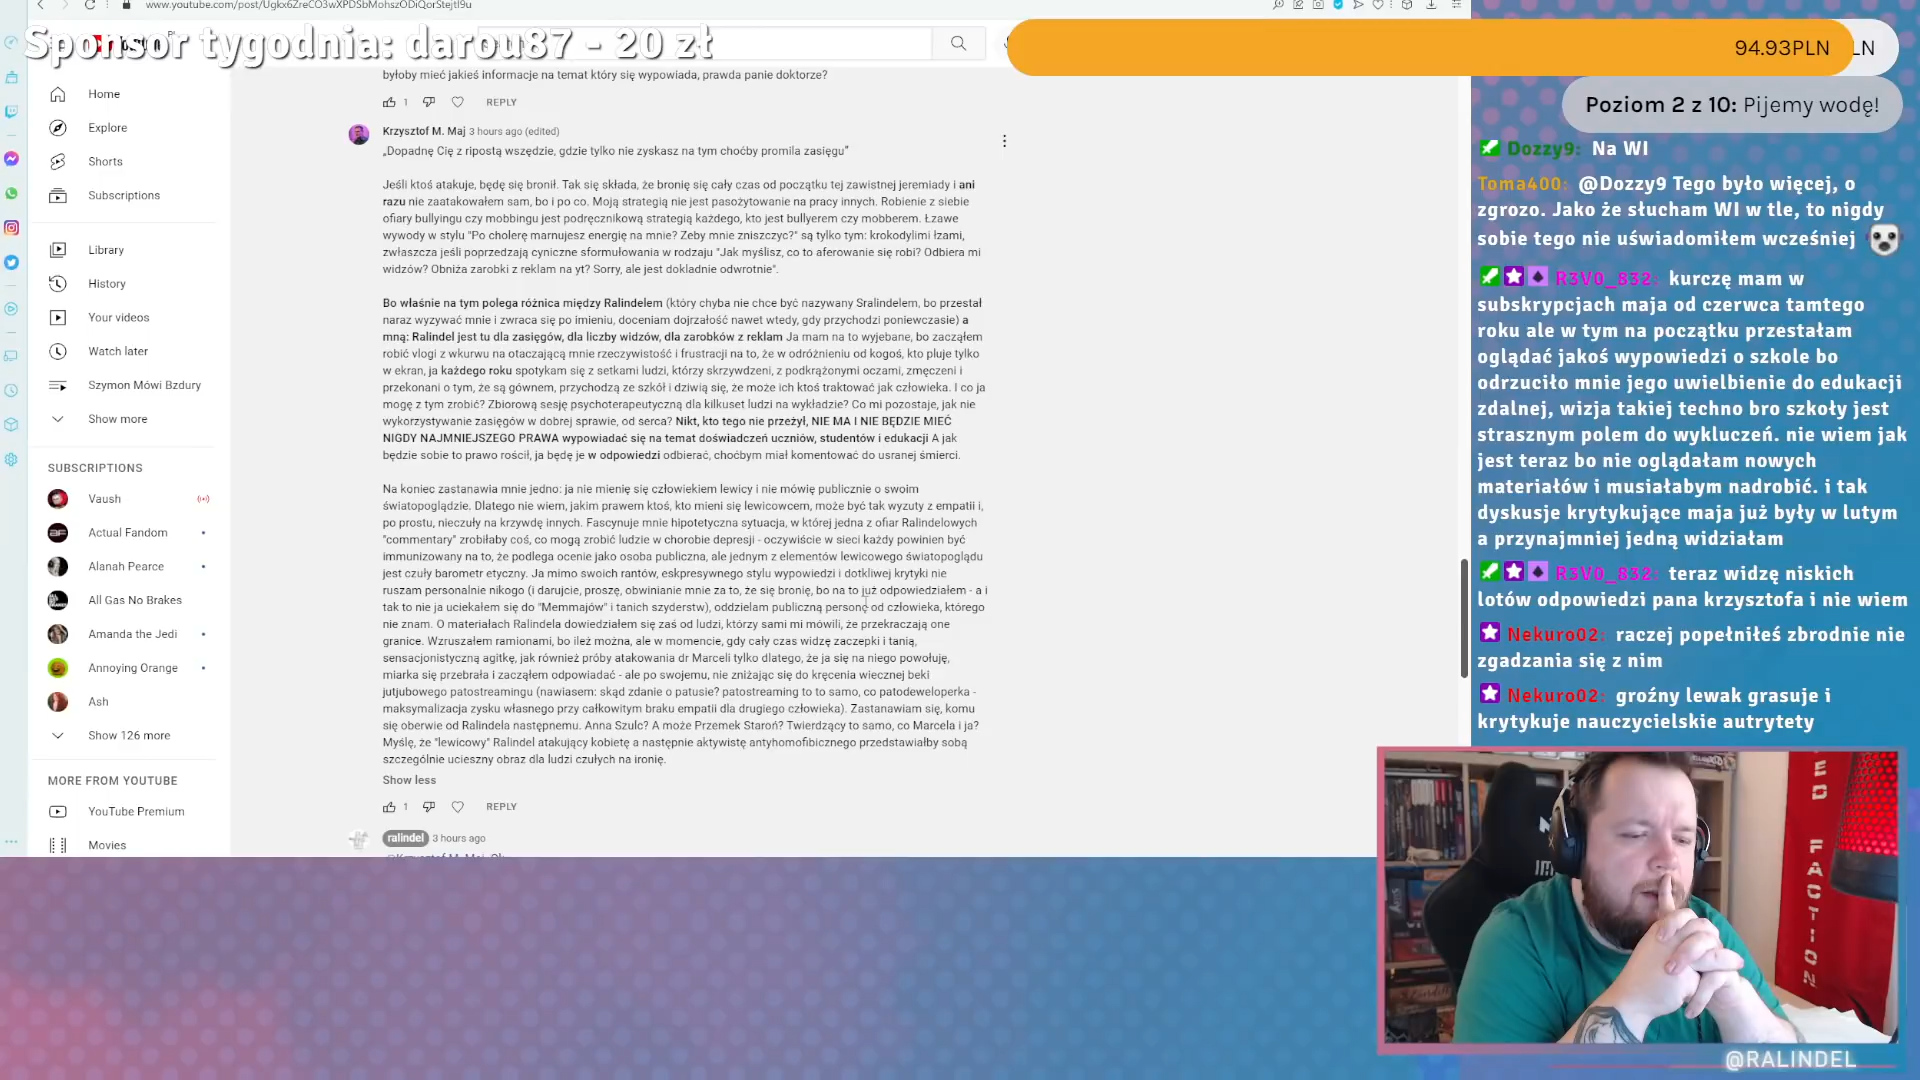 www.youtube.com/post/Ugkx6ZreCO3wXPDSbMohszODiQorStejtI9u
Sponsor tygodnia: darou87 - 20 zł
94.93PLN
LN
Poziom 2 z 10: Pijemy wodę!
Home
Explore
Shorts
Subscriptions
Library
History
Your videos
Watch later
Szymon Mówi Bzdury
Show more
SUBSCRIPTIONS
Vaush
Actual Fandom
Alanah Pearce
All Gas No Brakes
Amanda the Jedi
Annoying Orange
Ash
Show 126 more
MORE FROM YOUTUBE
YouTube Premium
Movies
byłoby mieć jakieś informacje na temat który się wypowiada, prawda panie doktorze?
1 REPLY
Krzysztof M. Maj 3 hours ago (edited)
„Dopadnę Cię z ripostą wszędzie, gdzie tylko nie zyskasz na tym choćby promila zasięgu”
Jeśli ktoś atakuje, będę się bronił. Tak się składa, że bronię się cały czas od początku tej zawistnej jeremiady i ani
razu nie zaatakowałem sam, bo i po co. Moją strategią nie jest pasożytowanie na pracy innych. Robienie z siebie
ofiary bullyingu czy mobbingu jest podręcznikową strategią każdego, kto jest bullyerem czy mobberem. Łzawe
wywody w stylu "Po cholerę marnujesz energię na mnie? Zeby mnie zniszczyc?" są tylko tym: krokodylimi łzami,
zwłaszcza jeśli poprzedzają cyniczne sformułowania w rodzaju "Jak myślisz, co to aferowanie się robi? Odbiera mi
widzów? Obniża zarobki z reklam na yt? Sorry, ale jest dokladnie odwrotnie".
Bo właśnie na tym polega różnica między Ralindelem (który chyba nie chce być nazywany Sralindelem, bo przestał
naraz wyzywać mnie i zwraca się po imieniu, doceniam dojrzałość nawet wtedy, gdy przychodzi poniewczasie) a
mną: Ralindel jest tu dla zasięgów, dla liczby widzów, dla zarobków z reklam Ja mam na to wyjebane, bo zacząłem
robić vlogi z wkurwu na otaczającą mnie rzeczywistość i frustracji na to, że w odróżnieniu od kogoś, kto pluje tylko
w ekran, ja każdego roku spotykam się z setkami ludzi, którzy skrzywdzeni, z podkrążonymi oczami, zmęczeni i
przekonani o tym, że są gównem, przychodzą ze szkół i dziwią się, że może ich ktoś traktować jak człowieka. I co ja
mogę z tym zrobić? Zbiorową sesję psychoterapeutyczną dla kilkuset ludzi na wykładzie? Co mi pozostaje, jak nie
wykorzystywanie zasięgów w dobrej sprawie, od serca? Nikt, kto tego nie przeżył, NIE MA I NIE BĘDZIE MIEĆ
NIGDY NAJMNIEJSZEGO PRAWA wypowiadać się na temat doświadczeń uczniów, studentów i edukacji A jak
będzie sobie to prawo rościł, ja będę je w odpowiedzi odbierać, choćbym miał komentować do usranej śmierci.
Na koniec zastanawia mnie jedno: ja nie mienię się człowiekiem lewicy i nie mówię publicznie o swoim
światopoglądzie. Dlatego nie wiem, jakim prawem ktoś, kto mieni się lewicowcem, może być tak wyzuty z empatii i,
po prostu, nieczuły na krzywdę innych. Fascynuje mnie hipotetyczna sytuacja, w której jedna z ofiar Ralindelowych
"commentary" zrobiłaby coś, co mogą zrobić ludzie w chorobie depresji - oczywiście w sieci każdy powinien być
immunizowany na to, że podlega ocenie jako osoba publiczna, ale jednym z elementów lewicowego światopoglądu
jest czuły barometr etyczny. Ja mimo swoich rantów, eskpresywnego stylu wypowiedzi i dotkliwej krytyki nie
ruszam personalnie nikogo (i darujcie, proszę, obwinianie mnie za to, że się bronię, bo na to już odpowiedziałem - a i
tak to nie ja uciekałem się do "Memmajów" i tanich szyderstw), oddzielam publiczną personę od człowieka, którego
nie znam. O materiałach Ralindela dowiedziałem się zaś od ludzi, którzy sami mi mówili, że przekraczają one
granice. Wzruszałem ramionami, bo ileż można, ale w momencie, gdy cały czas widzę zaczepki i tanią,
sensacjonistyczną agitkę, jak również próby atakowania dr Marceli tylko dlatego, że ja się na niego powołuję,
miarka się przebrała i zacząłem odpowiadać - ale po swojemu, nie zniżając się do kręcenia wiecznej beki
jutjubowego patostreamingu (nawiasem: skąd zdanie o patusie? patostreaming to to samo, co patodeweloperka -
maksymalizacja zysku własnego przy całkowitym braku empatii dla drugiego człowieka). Zastanawiam się, komu
się oberwie od Ralindela następnemu. Anna Szulc? A może Przemek Staroń? Twierdzący to samo, co Marcela i ja?
Myślę, że "lewicowy" Ralindel atakujący kobietę a następnie aktywistę antyhomofibicznego przedstawiałby sobą
szczególnie ucieszny obraz dla ludzi czułych na ironię.
Show less
1 REPLY
ralindel 3 hours ago
Dozzy9: Na WI
Toma400: @Dozzy9 Tego było więcej, o
zgrozo. Jako że słucham WI w tle, to nigdy
sobie tego nie uświadomiłem wcześniej
R3V0_832: kurczę mam w
subskrypcjach maja od czerwca tamtego
roku ale w tym na początku przestałam
oglądać jakoś wypowiedzi o szkole bo
odrzuciło mnie jego uwielbienie do edukacji
zdalnej, wizja takiej techno bro szkoły jest
strasznym polem do wykluczeń. nie wiem jak
jest teraz bo nie oglądałam nowych
materiałów i musiałabym nadrobić. i tak
dyskusje krytykujące maja już były w lutym
a przynajmniej jedną widziałam
R3V0_832: teraz widzę niskich
lotów odpowiedzi pana krzysztofa i nie wiem
Nekuro02: raczej popełniłeś zbrodnie nie
zgadzania się z nim
Nekuro02: groźny lewak grasuje i
krytykuje nauczycielskie autrytety
FACTION
@RALINDEL